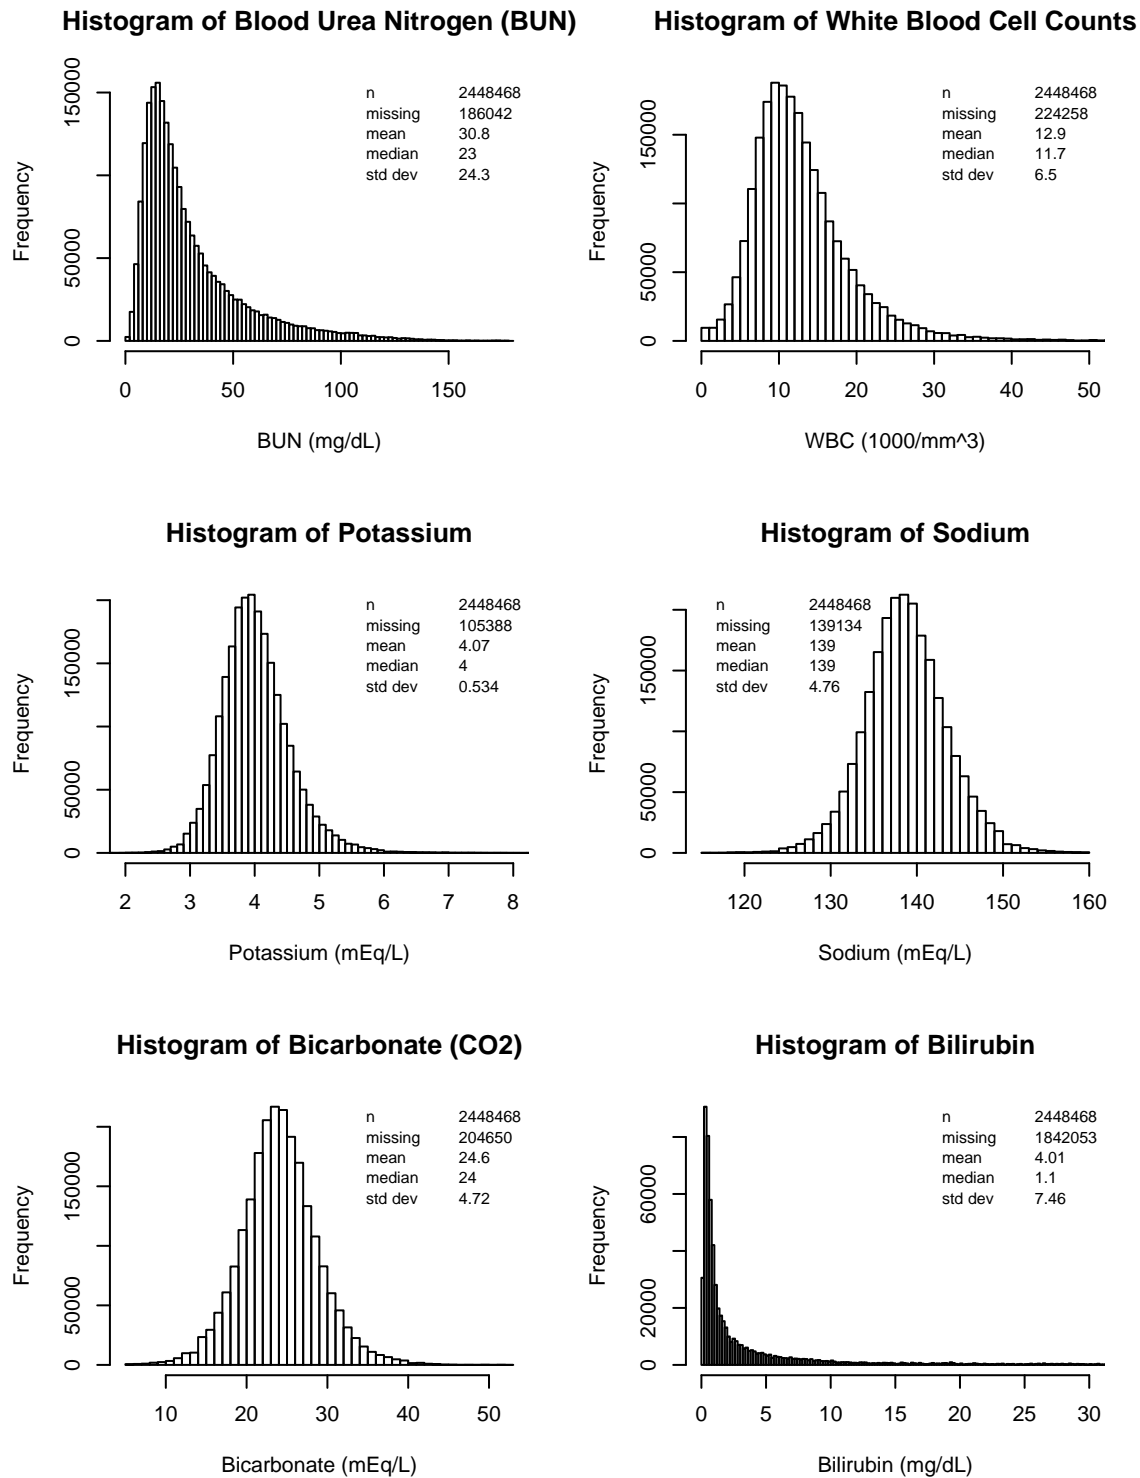 Histogram of Blood Urea Nitrogen (BUN)
n 2448468
missing 186042
mean 30.8
median 23
std dev 24.3
Frequency
0 50000 150000
0 50 100 150
BUN (mg/dL)
Histogram of White Blood Cell Counts
n 2448468
missing 224258
mean 12.9
median 11.7
std dev 6.5
Frequency
0 50000 150000
0 10 20 30 40 50
WBC (1000/mm^3)
Histogram of Potassium
n 2448468
missing 105388
mean 4.07
median 4
std dev 0.534
Frequency
0 50000 150000
2 3 4 5 6 7 8
Potassium (mEq/L)
Histogram of Sodium
n 2448468
missing 139134
mean 139
median 139
std dev 4.76
Frequency
0 50000 150000
120 130 140 150 160
Sodium (mEq/L)
Histogram of Bicarbonate (CO2)
n 2448468
missing 204650
mean 24.6
median 24
std dev 4.72
Frequency
0 50000 150000
10 20 30 40 50
Bicarbonate (mEq/L)
Histogram of Bilirubin
n 2448468
missing 1842053
mean 4.01
median 1.1
std dev 7.46
Frequency
0 20000 60000
0 5 10 15 20 25 30
Bilirubin (mg/dL)